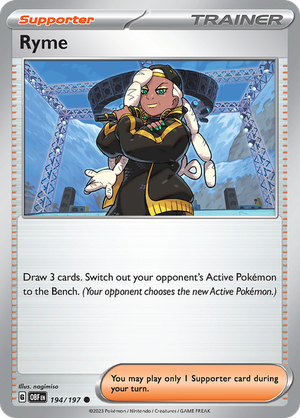 Supporter
TRAINER
Ryme
Draw 3 cards. Switch out your opponent's Active Pokémon
to the Bench. (Your opponent chooses the new Active Pokémon.)
Illus. nogimiso
G OBF EN 194/197
You may play only 1 Supporter card during
your turn.
©2023 Pokémon / Nintendo / Creatures / GAME FREAK